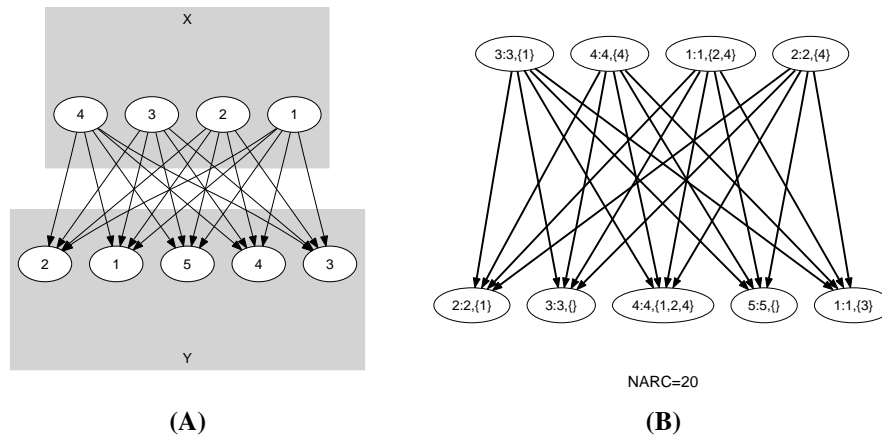 X
4 3 2 1
2 1 5 4 3
Y
(A)
3:3,{1} 4:4,{4} 1:1,{2,4} 2:2,{4}
2:2,{1} 3:3,{} 4:4,{1,2,4} 5:5,{} 1:1,{3}
NARC=20
(B)